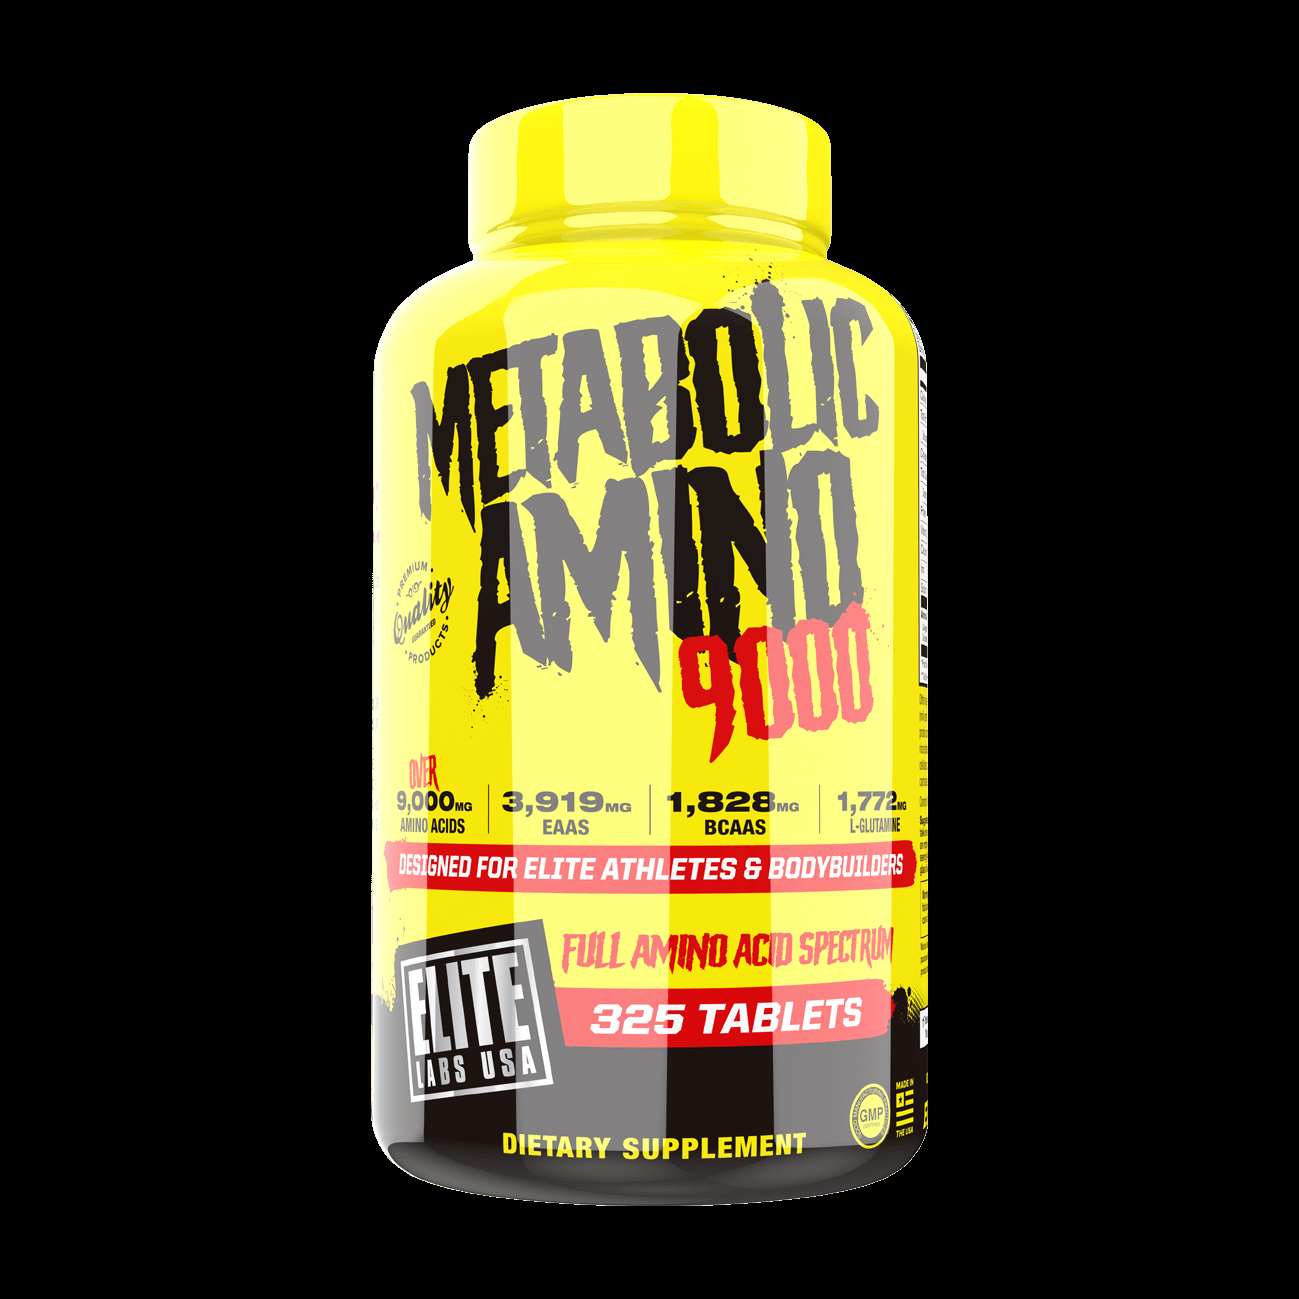 METABOLIC
AMINO
9000
PREMIUM
Quality
GUARANTEED
• PRODUCTS •
OVER
9,000MG
AMINO ACIDS
3,919MG
EAAS
1,828MG
BCAAS
1,772MG
L-GLUTAMINE
DESIGNED FOR ELITE ATHLETES & BODYBUILDERS
FULL AMINO ACID SPECTRUM
325 TABLETS
ELITE
LABS USA
GMP
CERTIFIED
MADE IN
THE USA
DIETARY SUPPLEMENT